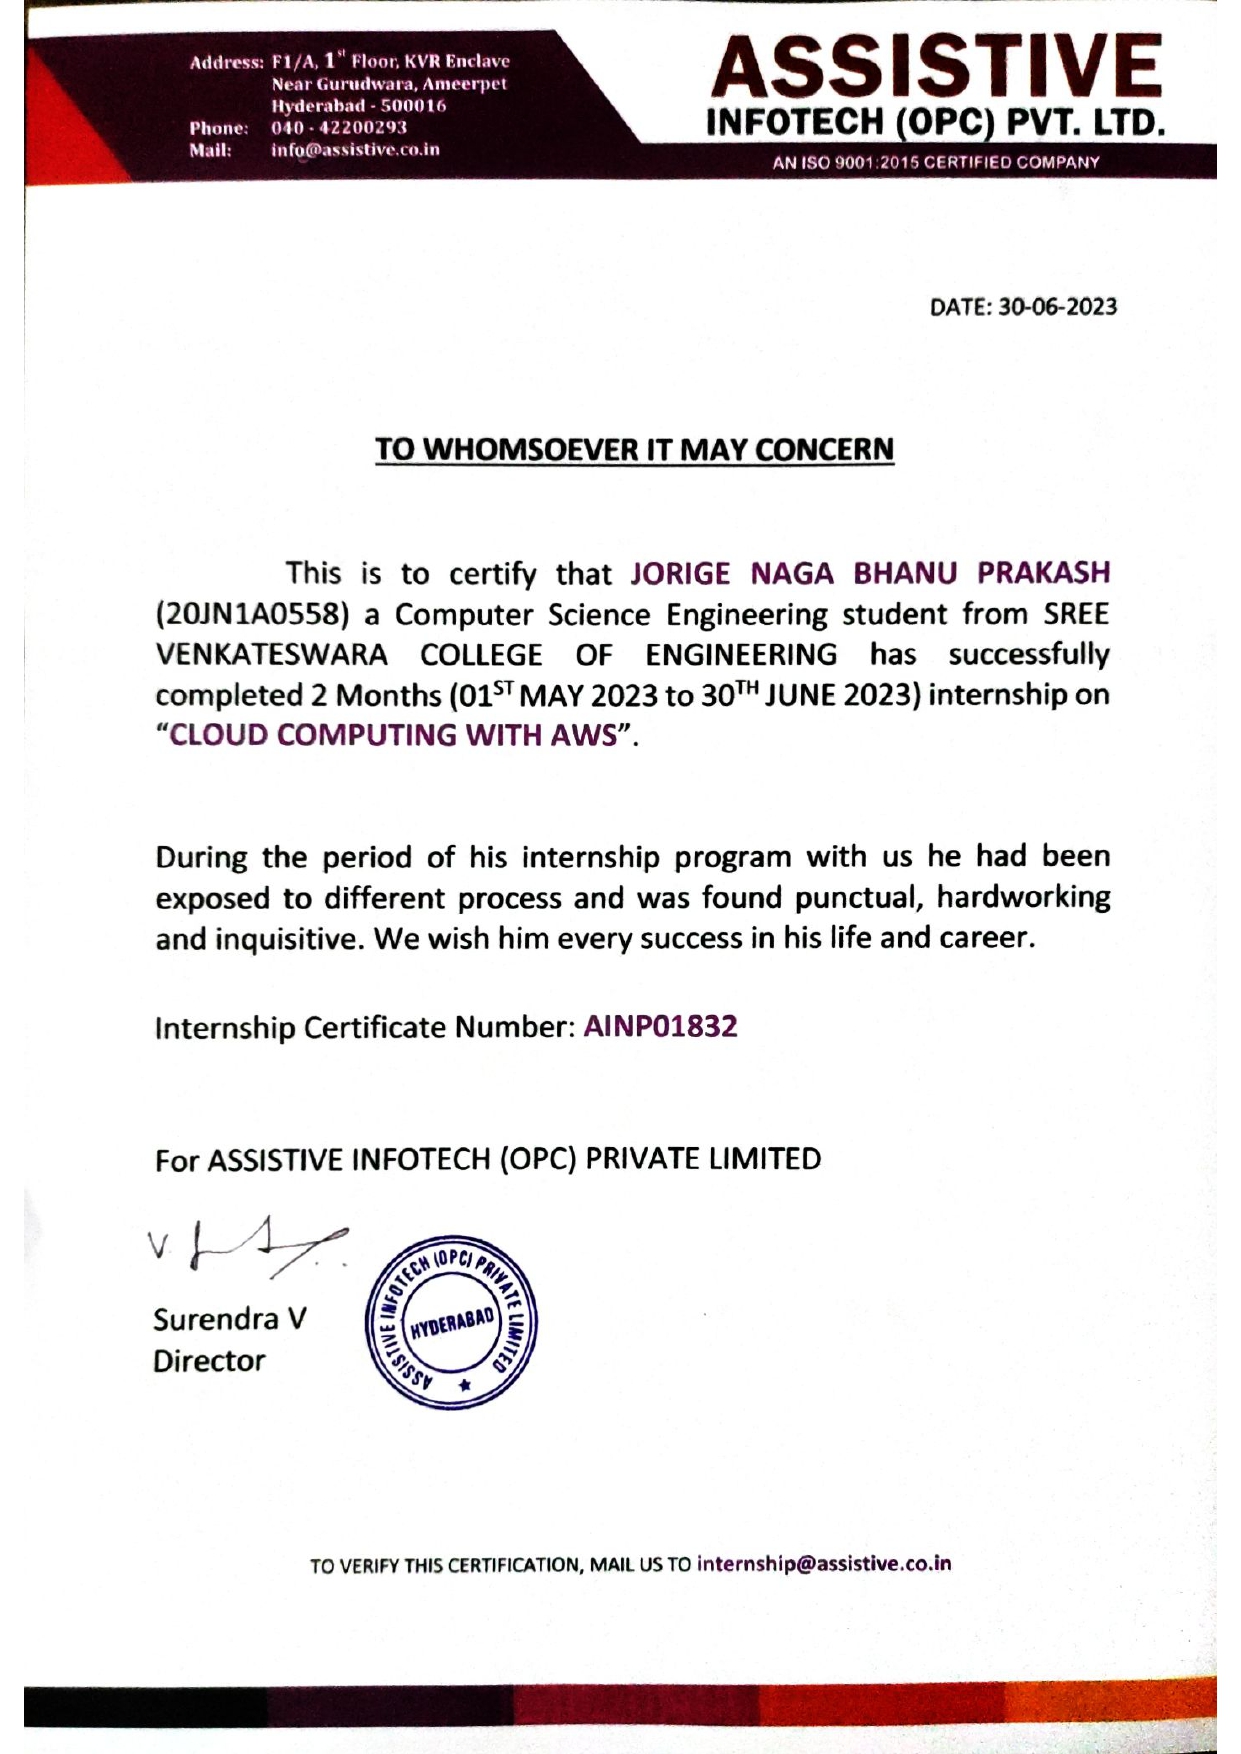 Address: F1/A, 1st Floor, KVR Enclave
Near Gurudwara, Ameerpet
Hyderabad - 500016
Phone: 040 - 42200293
Mail: info@assistive.co.in
ASSISTIVE
INFOTECH (OPC) PVT. LTD.
AN ISO 9001:2015 CERTIFIED COMPANY
DATE: 30-06-2023
TO WHOMSOEVER IT MAY CONCERN
This is to certify that JORIGE NAGA BHANU PRAKASH
(20JN1A0558) a Computer Science Engineering student from SREE
VENKATESWARA COLLEGE OF ENGINEERING has successfully
completed 2 Months (01ST MAY 2023 to 30TH JUNE 2023) internship on
“CLOUD COMPUTING WITH AWS”.
During the period of his internship program with us he had been
exposed to different process and was found punctual, hardworking
and inquisitive. We wish him every success in his life and career.
Internship Certificate Number: AINP01832
For ASSISTIVE INFOTECH (OPC) PRIVATE LIMITED
V.
Surendra V
Director
ASSISTIVE INFOTECH (OPC) PRIVATE LIMITED
HYDERABAD
TO VERIFY THIS CERTIFICATION, MAIL US TO internship@assistive.co.in